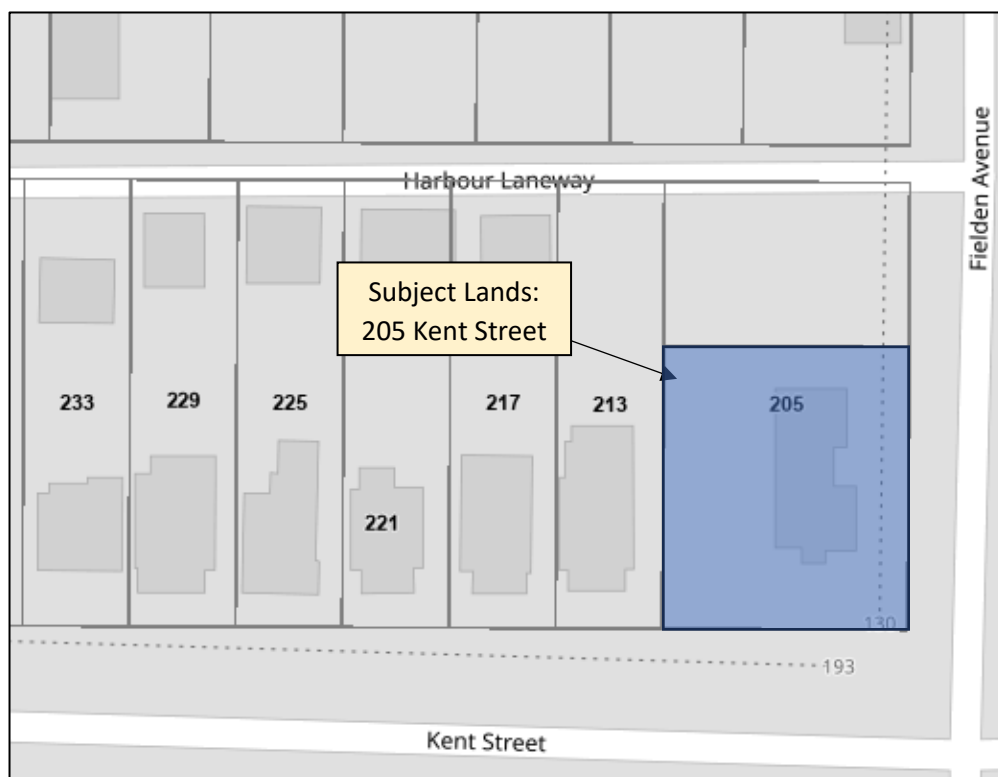 Harbour Laneway
Fielden Avenue
Subject Lands:
205 Kent Street
233
229
225
217
213
205
221
130
193
Kent Street